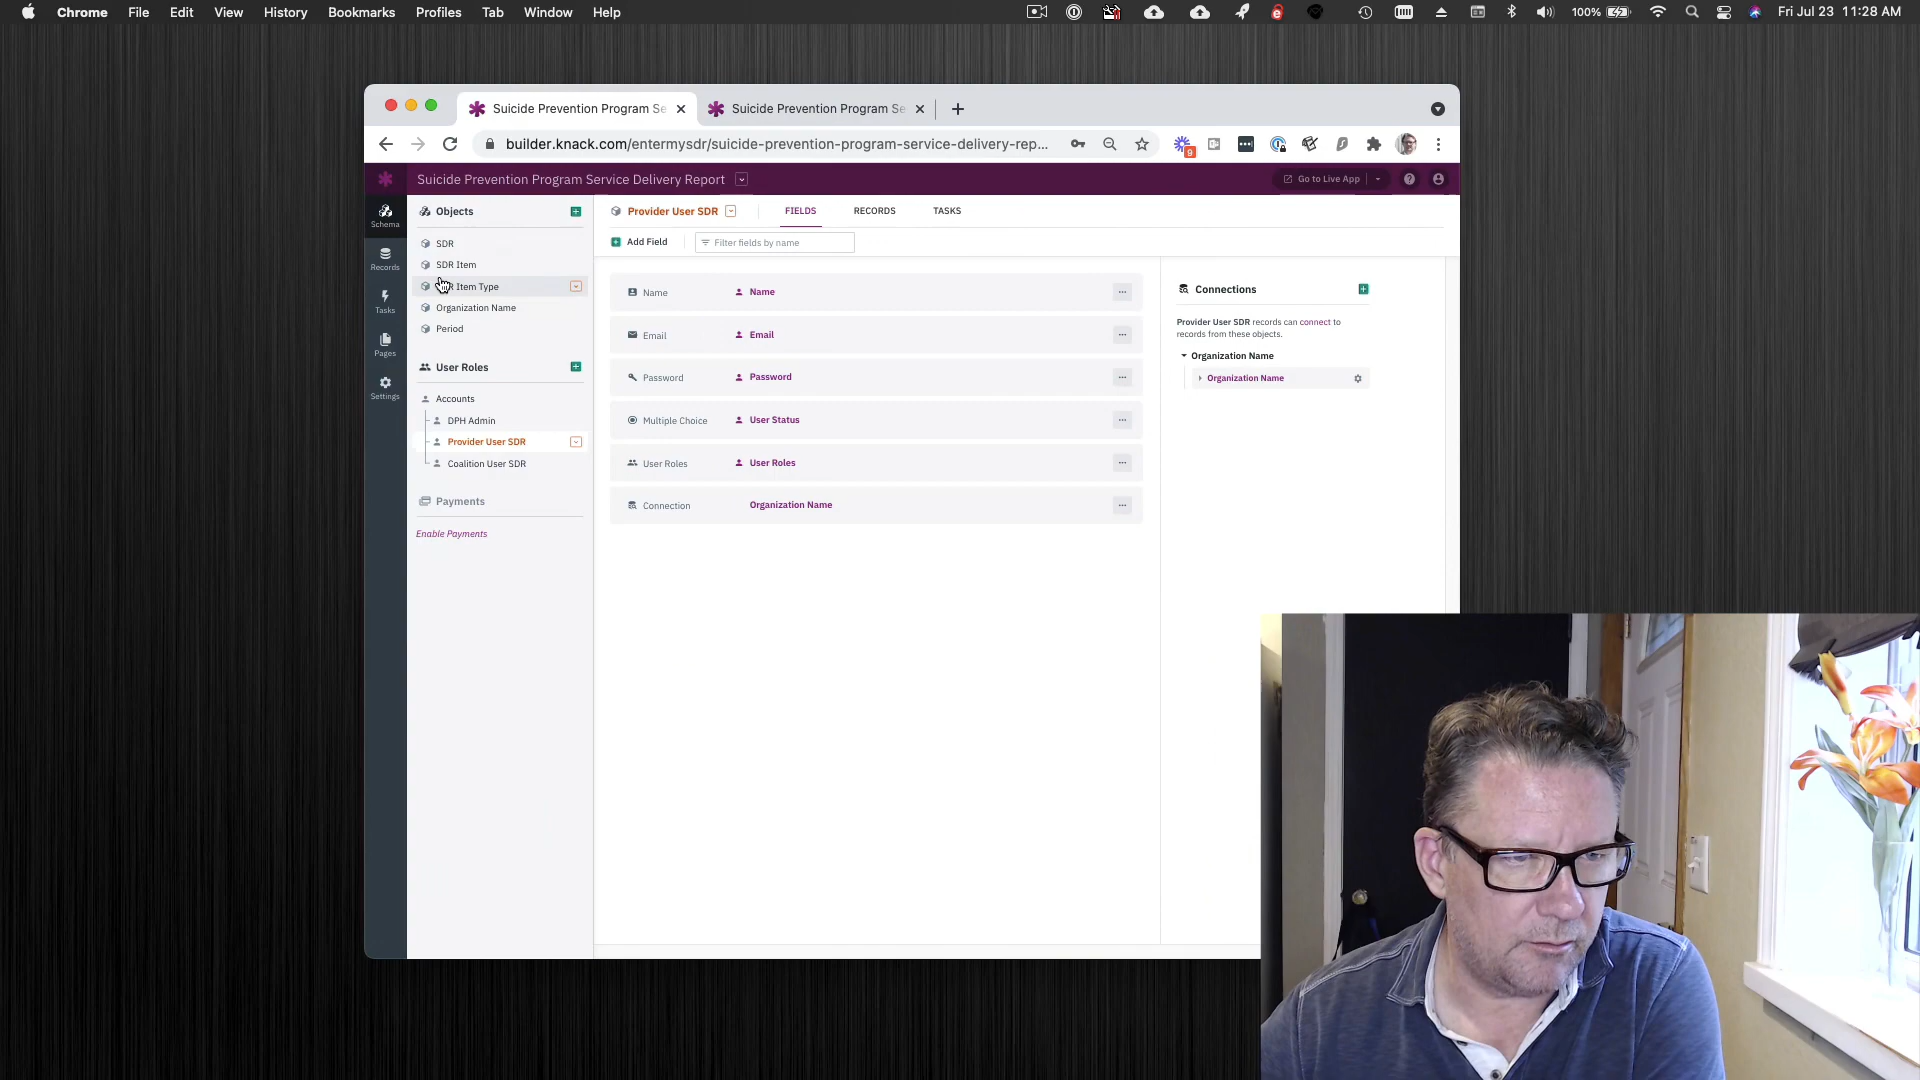 Chrome File Edit View History Bookmarks Profiles Tab Window Help
100% Fri Jul 23 11:28 AM
Suicide Prevention Program Se
Suicide Prevention Program Se
builder.knack.com/entermysdr/suicide-prevention-program-service-delivery-rep...
9
Suicide Prevention Program Service Delivery Report
Go to Live App
Schema
Records
Tasks
Pages
Settings
Objects
SDR
SDR Item
Item Type
Organization Name
Period
User Roles
Accounts
DPH Admin
Provider User SDR
Coalition User SDR
Payments
Enable Payments
Provider User SDR FIELDS RECORDS TASKS
Add Field Filter fields by name
Name Name
Email Email
Password Password
Multiple Choice User Status
User Roles User Roles
Connection Organization Name
Connections
Provider User SDR records can connect to
records from these objects.
Organization Name
Organization Name